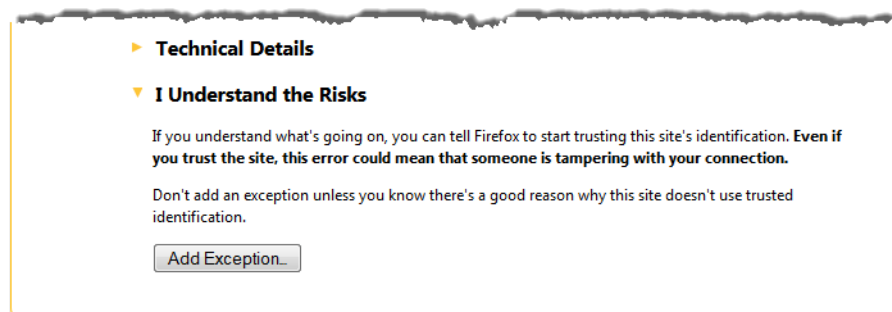 Technical Details
I Understand the Risks
If you understand what's going on, you can tell Firefox to start trusting this site's identification. Even if
you trust the site, this error could mean that someone is tampering with your connection.
Don't add an exception unless you know there's a good reason why this site doesn't use trusted
identification.
Add Exception...